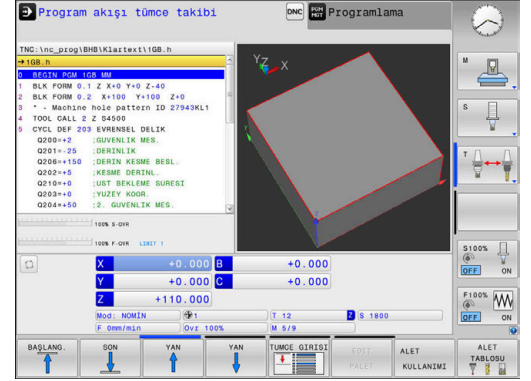 Program akışı tümce takibi
DNC
PGM
MGT
Programlama
TNC:\nc_prog\BHB\Klartext\1GB.h
→1GB.h
0 BEGIN PGM 1GB MM
1 BLK FORM 0.1 Z X+0 Y+0 Z-40
2 BLK FORM 0.2 X+100 Y+100 Z+0
3 * - Machine hole pattern ID 27943KL1
4 TOOL CALL 2 Z S4500
5 CYCL DEF 203 EVRENSEL DELIK
Q200=+2 ;GUVENLIK MES.
Q201=-25 ;DERINLIK
Q206=+150 ;DERIN KESME BESL.
Q202=+5 ;KESME DERINL.
Q210=+0 ;UST BEKLEME SURESI
Q203=+0 ;YUZEY KOOR.
Q204=+50 ;2. GUVENLIK MES.
100% S-OVR
100% F-OVR LIMIT 1
Y Z X
M
S
T
S100%
OFF ON
F100%
OFF ON
X +0.000 B +0.000
Y +0.000 C +0.000
Z +110.000
Mod: NOMİN 1 T 12 Z S 1800
F 0mm/min Ovr 100% M 5/9
BAŞLANG.
SON
YAN
YAN
TUMCE GIRISI
EDIT
PALET
ALET
KULLANIMI
ALET
TABLOSU